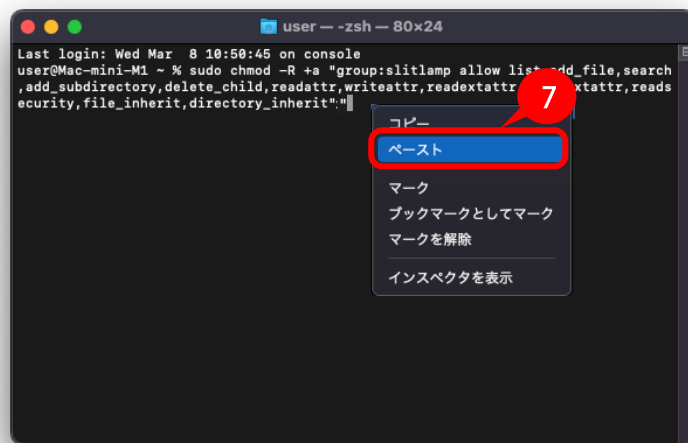 user — -zsh — 80×24
Last login: Wed Mar  8 10:50:45 on console
user@Mac-mini-M1 ~ % sudo chmod -R +a "group:slitlamp allow list,add_file,search
,add_subdirectory,delete_child,readattr,writeattr,readextattr extattr,reads
ecurity,file_inherit,directory_inherit" "
7
コピー
ペースト
マーク
ブックマークとしてマーク
マークを解除
インスペクタを表示